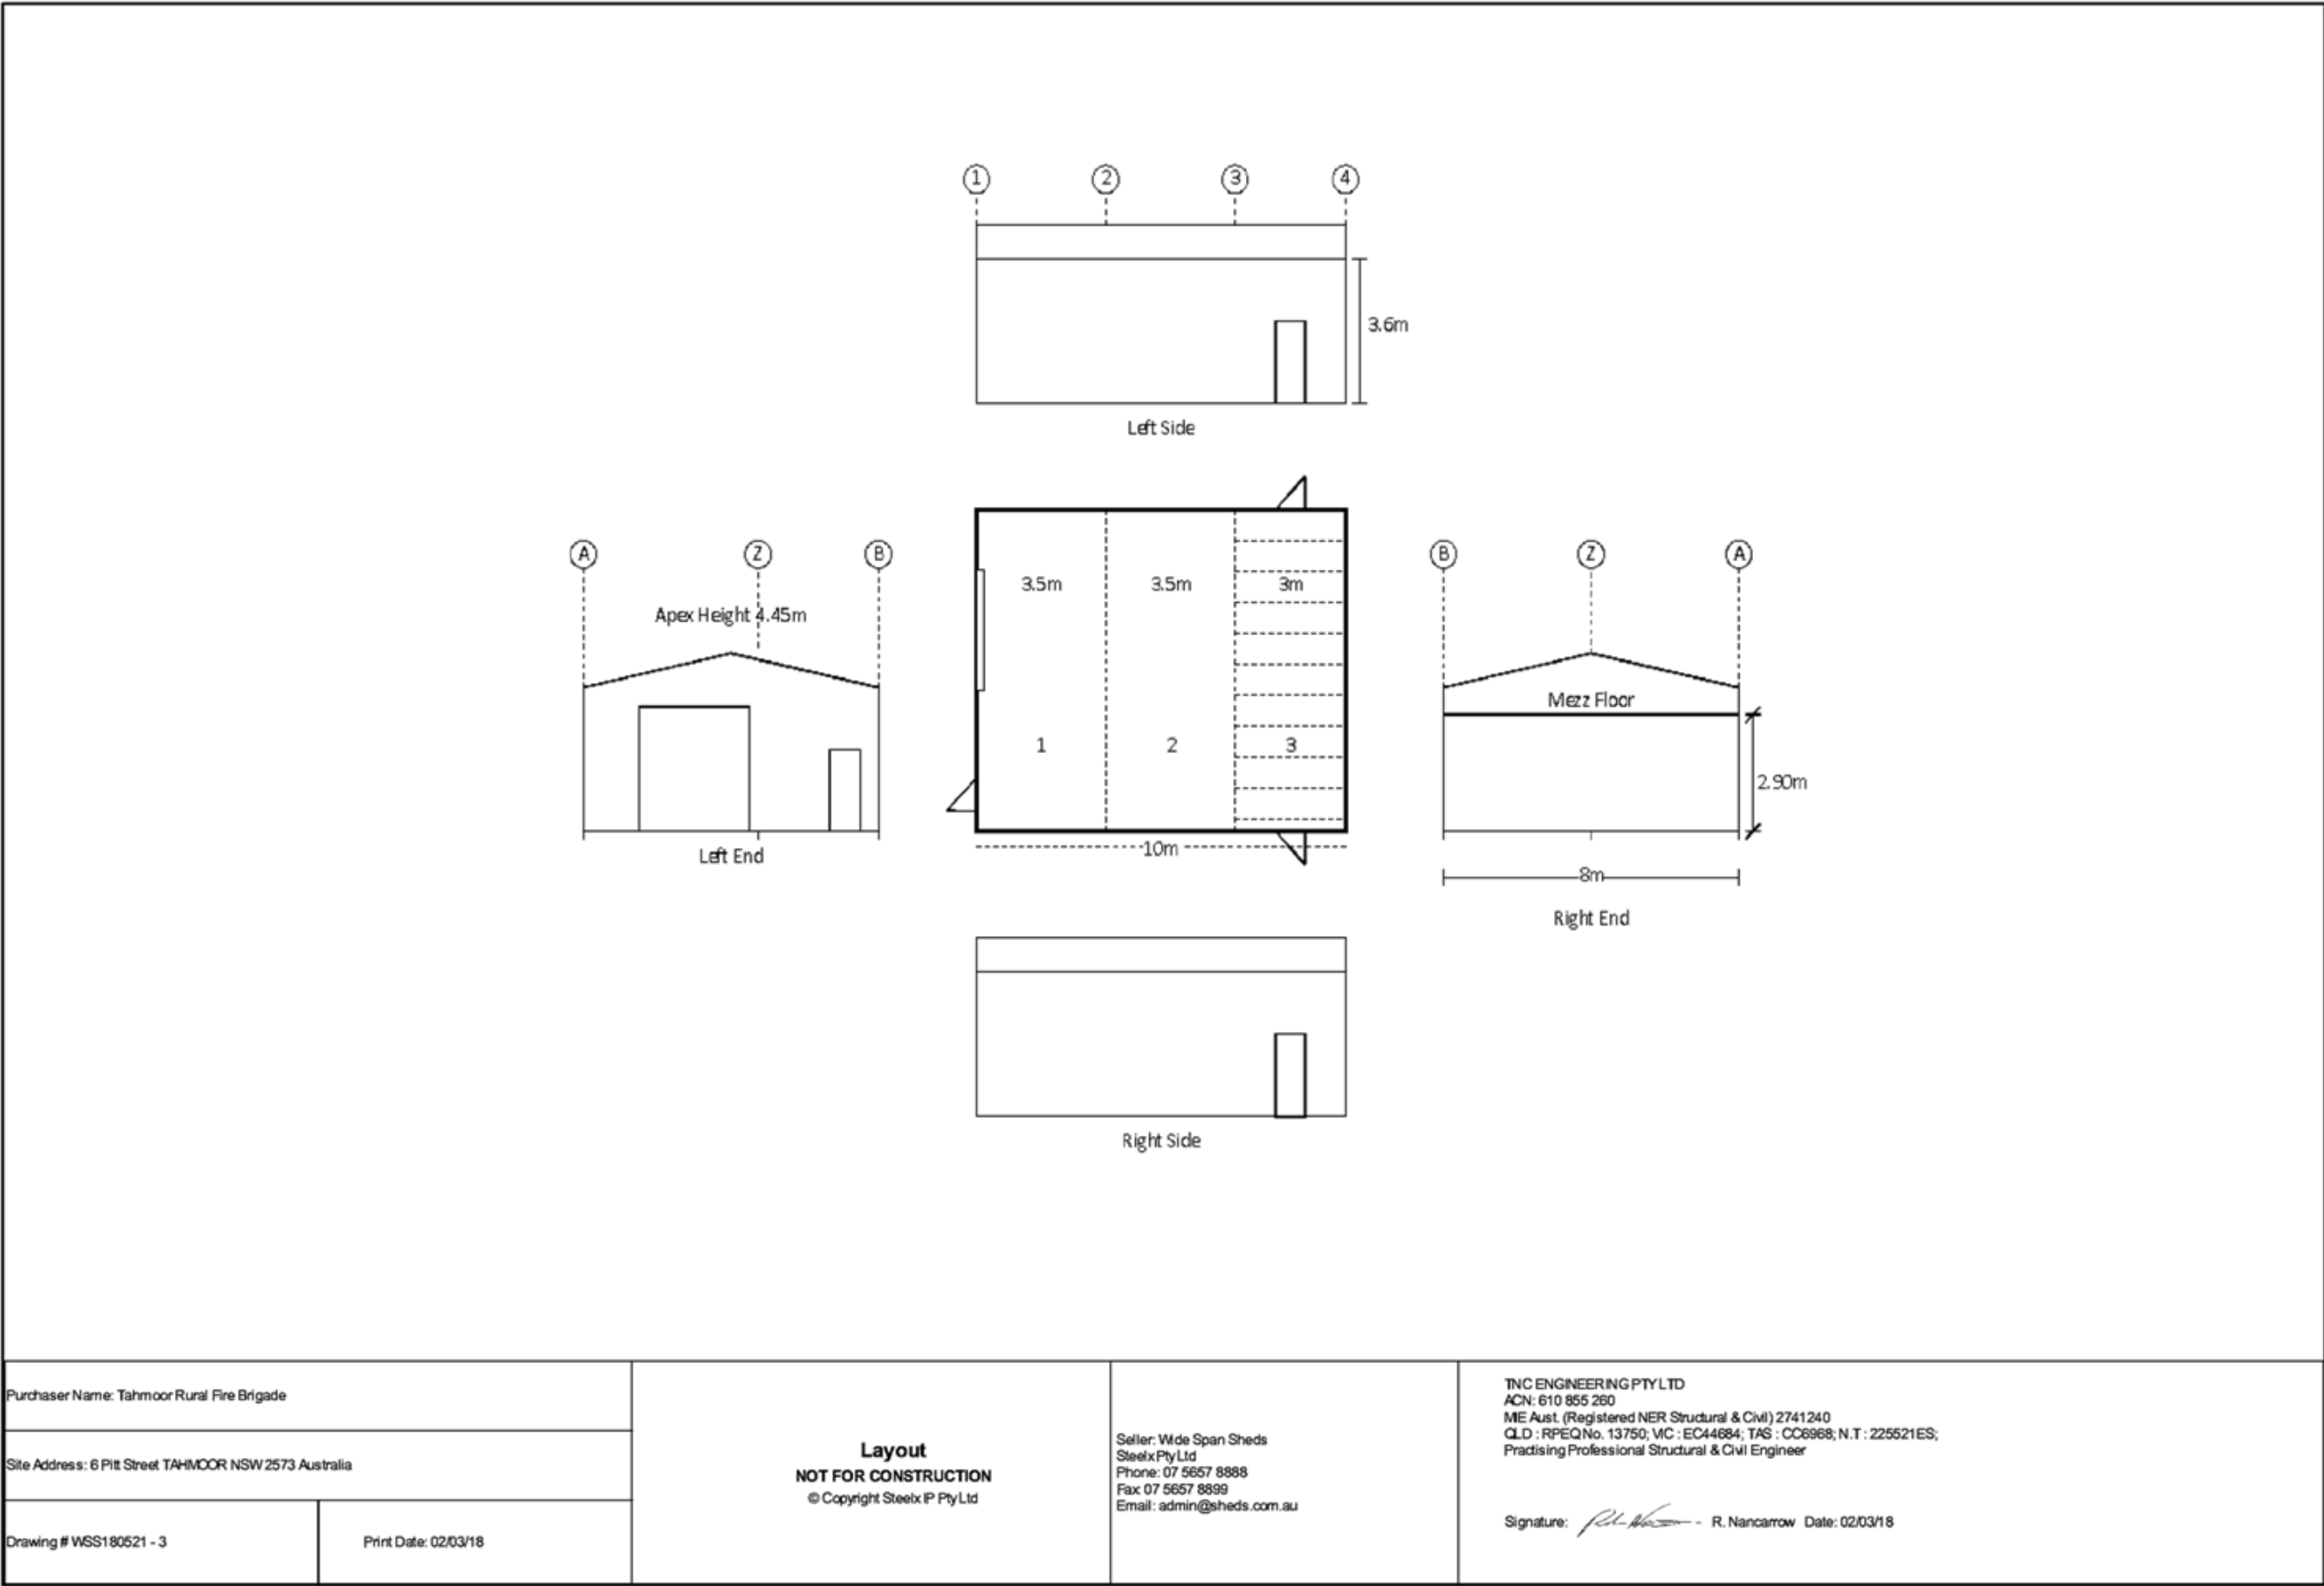 1 2 3 4
3.6m
Left Side
A Z B
Apex Height 4.45m
Left End
3.5m 3.5m 3m
1 2 3
10m
B Z A
Mezz Floor
2.90m
8m
Right End
Right Side
Purchaser Name: Tahmoor Rural Fire Brigade
Site Address: 6 Pitt Street TAHMOOR NSW 2573 Australia
Drawing # WSS180521 - 3
Print Date: 02/03/18
Layout
NOT FOR CONSTRUCTION
© Copyright Steelx IP Pty Ltd
Seller: Wide Span Sheds
Steelx Pty Ltd
Phone: 07 5657 8888
Fax: 07 5657 8899
Email: admin@sheds.com.au
TNC ENGINEERING PTY LTD
ACN: 610 855 260
MIE Aust. (Registered NER Structural & Civil) 2741240
QLD : RPEQ No. 13750; VIC : EC44684; TAS : CC6968; N.T : 225521ES;
Practising Professional Structural & Civil Engineer
Signature: R. Nancarrow Date: 02/03/18